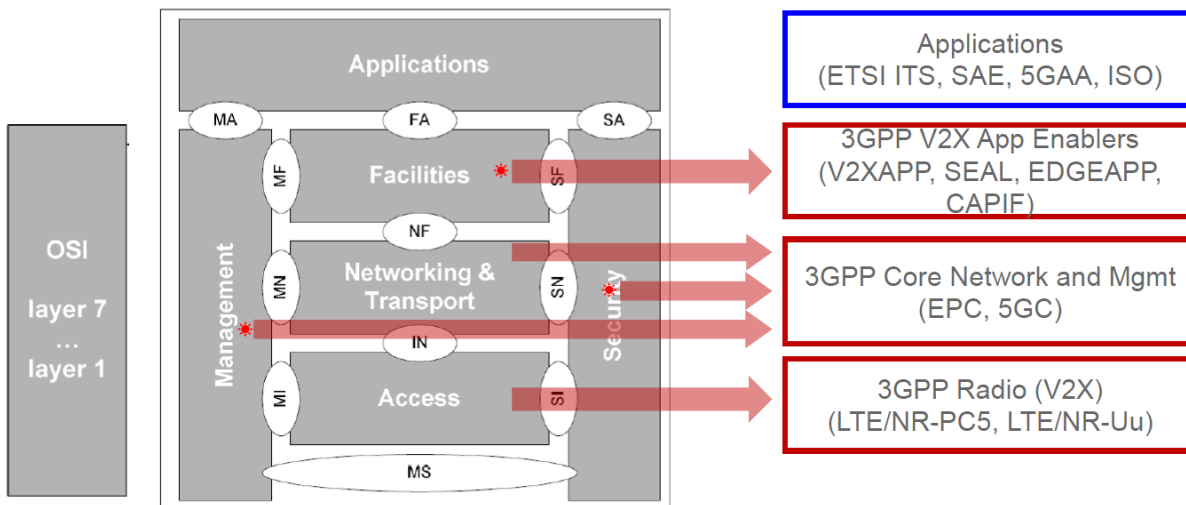 OSI
layer 7
…
layer 1
Applications
MA
FA
SA
MF
Facilities
SF
NF
Management
MN
Networking &
Transport
SN
Security
IN
MI
Access
SI
MS
Applications
(ETSI ITS, SAE, 5GAA, ISO)
3GPP V2X App Enablers
(V2XAPP, SEAL, EDGEAPP,
CAPIF)
3GPP Core Network and Mgmt
(EPC, 5GC)
3GPP Radio (V2X)
(LTE/NR-PC5, LTE/NR-Uu)